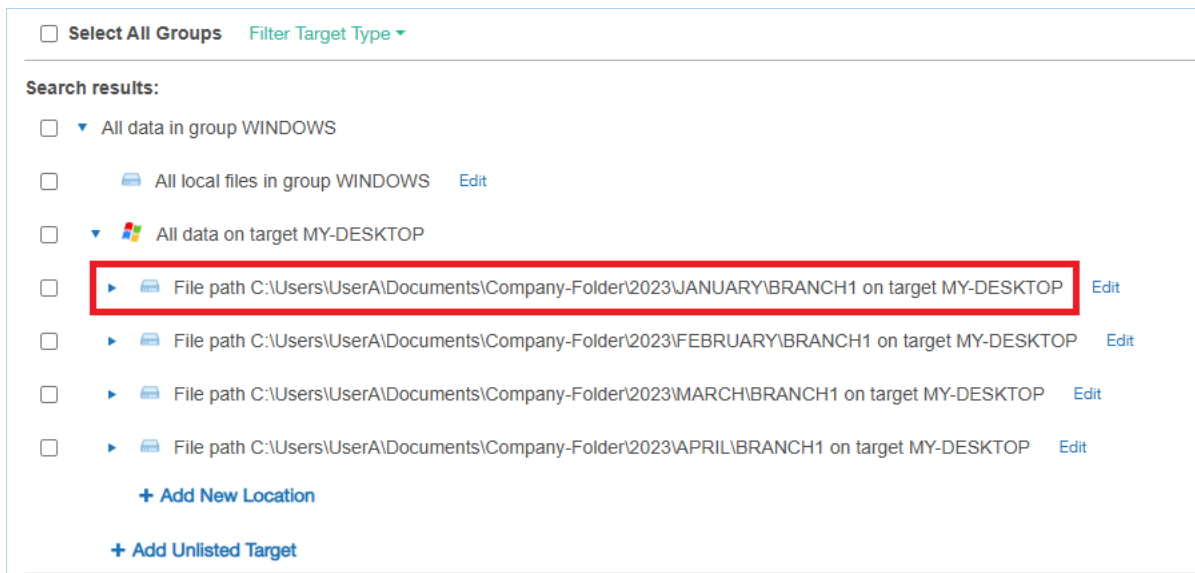 Select All Groups Filter Target Type
Search results:
All data in group WINDOWS
All local files in group WINDOWS Edit
All data on target MY-DESKTOP
File path C:\Users\UserA\Documents\Company-Folder\2023\JANUARY\BRANCH1 on target MY-DESKTOP Edit
File path C:\Users\UserA\Documents\Company-Folder\2023\FEBRUARY\BRANCH1 on target MY-DESKTOP Edit
File path C:\Users\UserA\Documents\Company-Folder\2023\MARCH\BRANCH1 on target MY-DESKTOP Edit
File path C:\Users\UserA\Documents\Company-Folder\2023\APRIL\BRANCH1 on target MY-DESKTOP Edit
+ Add New Location
+ Add Unlisted Target